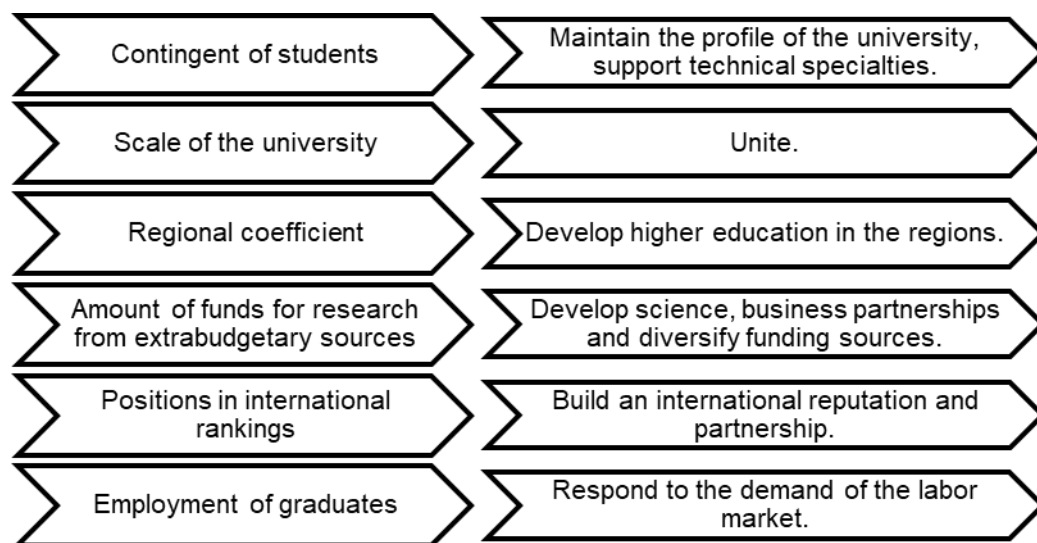 Contingent of students
Maintain the profile of the university,
support technical specialties.
Scale of the university
Unite.
Regional coefficient
Develop higher education in the regions.
Amount of funds for research
from extrabudgetary sources
Develop science, business partnerships
and diversify funding sources.
Positions in international
rankings
Build an international reputation and
partnership.
Employment of graduates
Respond to the demand of the labor
market.